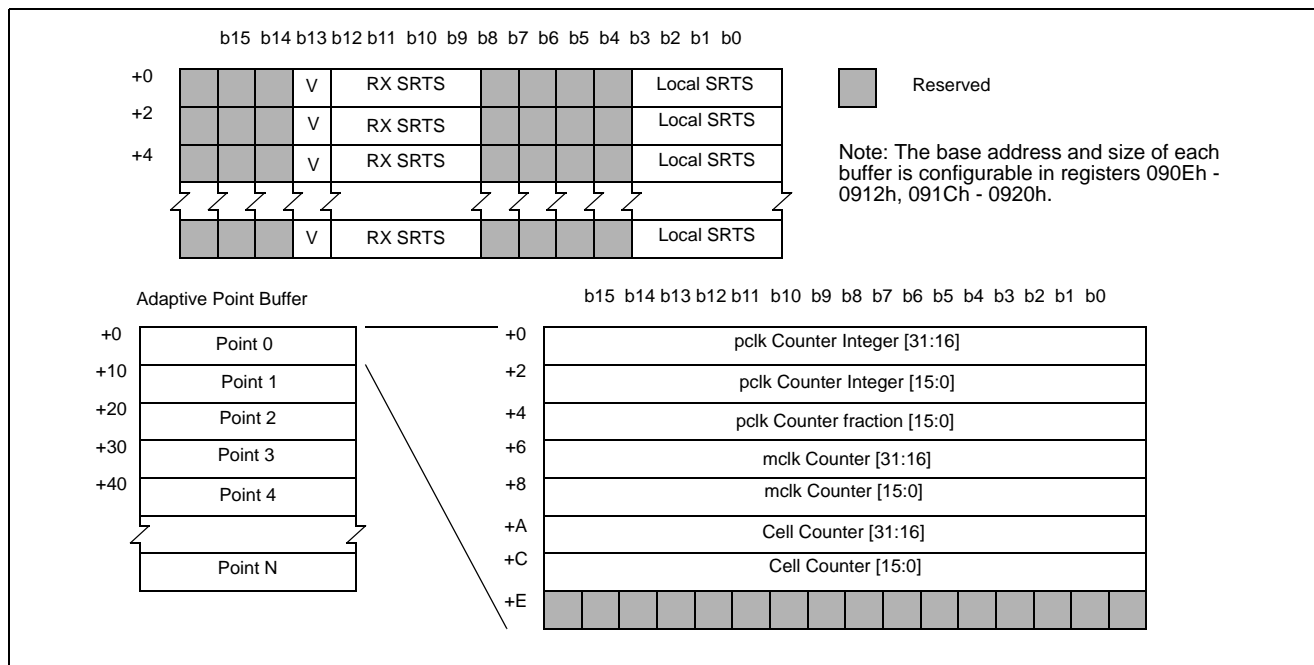 b15 b14 b13 b12 b11 b10 b9 b8 b7 b6 b5 b4 b3 b2 b1 b0
+0 V RX SRTS Local SRTS
+2 V RX SRTS Local SRTS
+4 V RX SRTS Local SRTS
V RX SRTS Local SRTS
Reserved
Note: The base address and size of each
buffer is configurable in registers 090Eh -
0912h, 091Ch - 0920h.
Adaptive Point Buffer
+0 Point 0
+10 Point 1
+20 Point 2
+30 Point 3
+40 Point 4
Point N
b15 b14 b13 b12 b11 b10 b9 b8 b7 b6 b5 b4 b3 b2 b1 b0
+0 pclk Counter Integer [31:16]
+2 pclk Counter Integer [15:0]
+4 pclk Counter fraction [15:0]
+6 mclk Counter [31:16]
+8 mclk Counter [15:0]
+A Cell Counter [31:16]
+C Cell Counter [15:0]
+E